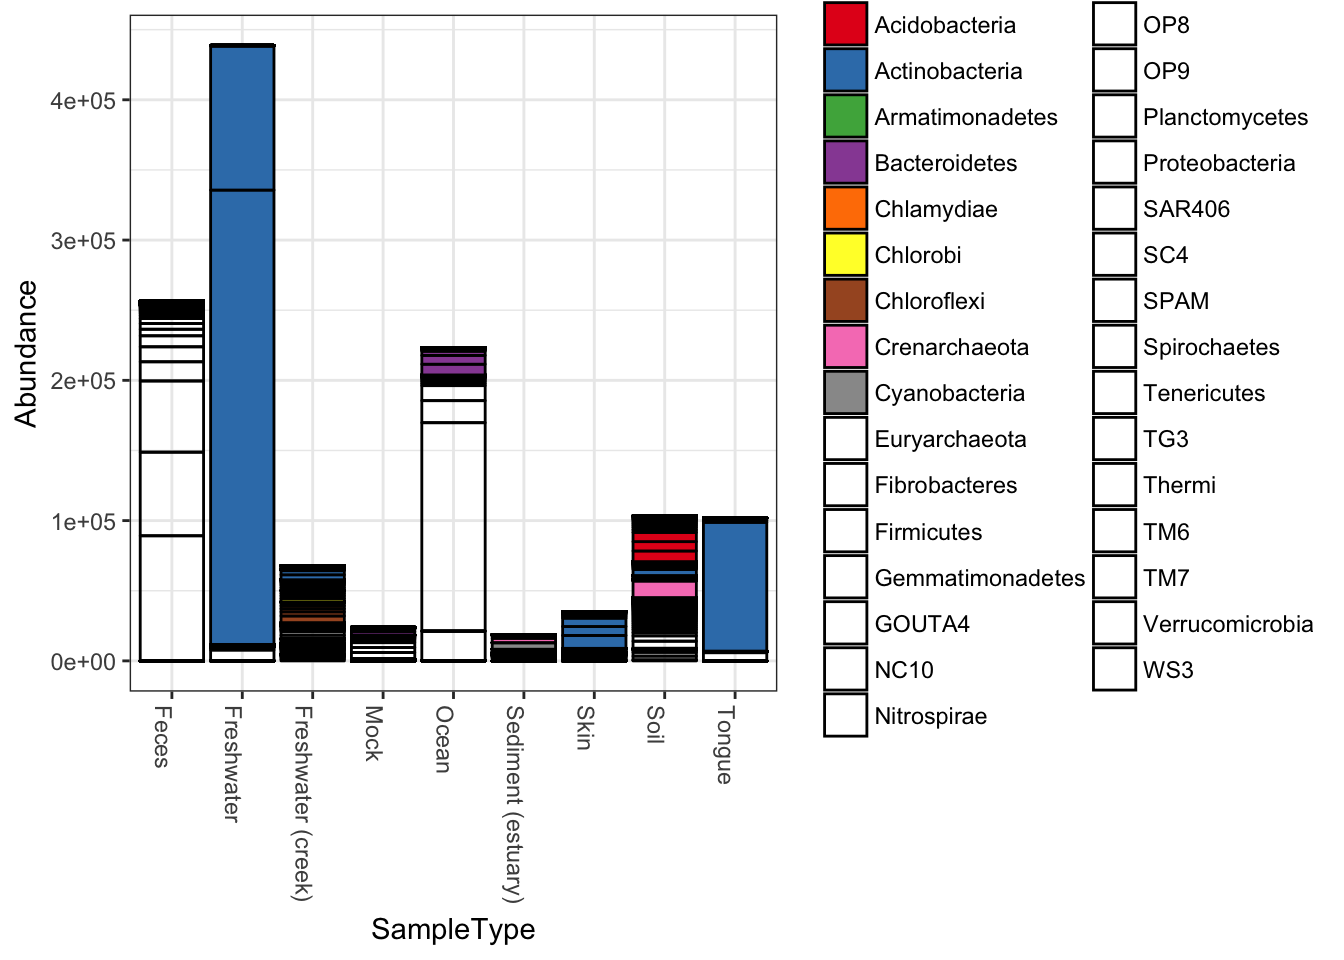 Abundance
4e+05
3e+05
2e+05
1e+05
0e+00
Feces
Freshwater
Freshwater (creek)
Mock
Ocean
Sediment (estuary)
Skin
Soil
Tongue
SampleType
Acidobacteria
Actinobacteria
Armatimonadetes
Bacteroidetes
Chlamydiae
Chlorobi
Chloroflexi
Crenarchaeota
Cyanobacteria
Euryarchaeota
Fibrobacteres
Firmicutes
Gemmatimonadetes
GOUTA4
NC10
Nitrospirae
OP8
OP9
Planctomycetes
Proteobacteria
SAR406
SC4
SPAM
Spirochaetes
Tenericutes
TG3
Thermi
TM6
TM7
Verrucomicrobia
WS3